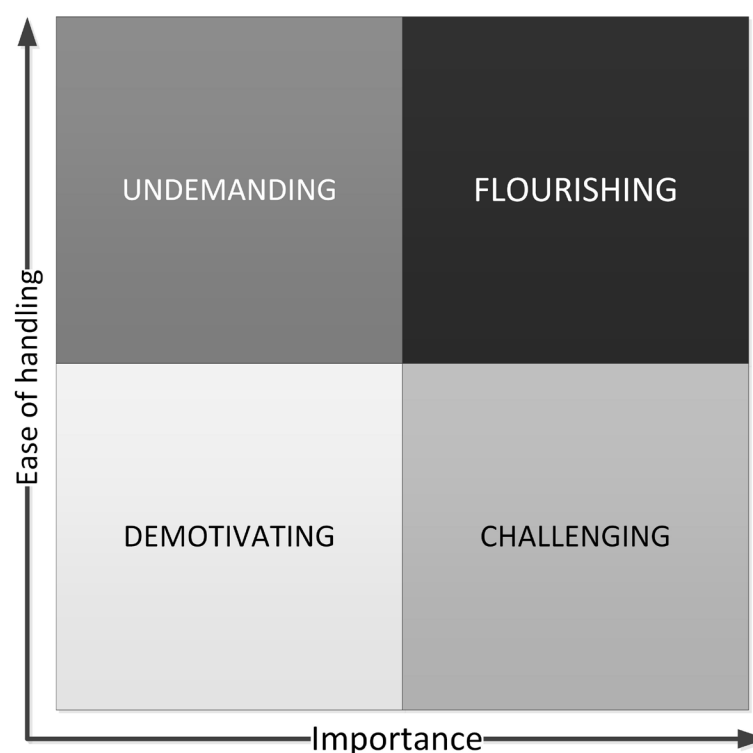 UNDEMANDING
FLOURISHING
Ease of handling
DEMOTIVATING
CHALLENGING
Importance